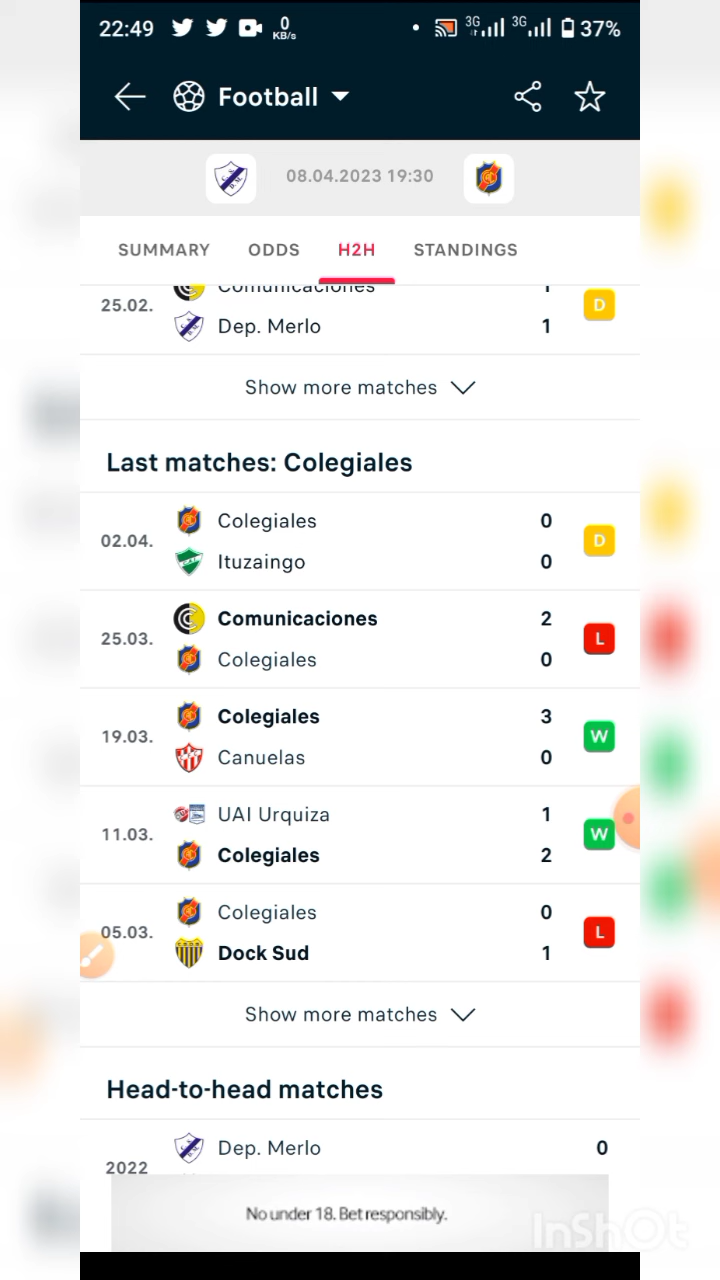 22:49 0 KB/s 3G 3G 37%
Football
08.04.2023 19:30
SUMMARY ODDS H2H STANDINGS
Comunicaciones 1
25.02. D
Dep. Merlo 1
Show more matches
Last matches: Colegiales
Colegiales 0
02.04. D
Ituzaingo 0
Comunicaciones 2
25.03. L
Colegiales 0
Colegiales 3
19.03. W
Canuelas 0
UAI Urquiza 1
11.03. W
Colegiales 2
Colegiales 0
05.03. L
Dock Sud 1
Show more matches
Head-to-head matches
Dep. Merlo 0
2022
No under 18. Bet responsibly.
InShOt